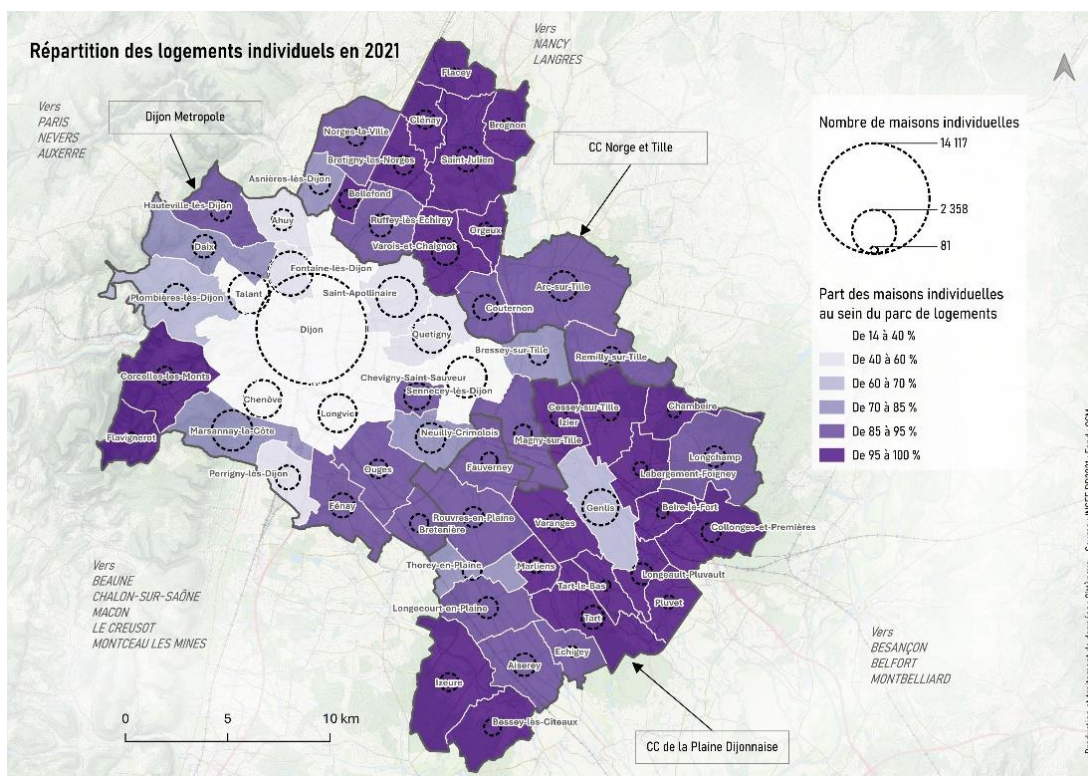 Répartition des logements individuels en 2021
Vers
NANCY
LANGRES
Vers
PARIS
NEVERS
AUXERRE
Dijon Metropole
CC Norge et Tille
Flacey
Clénay
Brognon
Norges-la-Ville
Saint-Julien
Bretigny-les-Norges
Asnières-lès-Dijon
Bellefond
Hauteville-lès-Dijon
Ahuy
Ruffey-lès-Echirey
Orgeux
Varois-et-Chaignot
Daix
Fontaine-lès-Dijon
Arc-sur-Tille
Plombières-lès-Dijon
Talant
Saint-Apollinaire
Couternon
Dijon
Quetigny
Bressey-sur-Tille
Remilly-sur-Tille
Corcelles-les-Monts
Chevigny-Saint-Sauveur
Sennecey-lès-Dijon
Chenôve
Longvic
Cessey-sur-Tille
Izier
Chambeire
Flavignerot
Marsannay-la-Côte
Neuilly-Crimolois
Magny-sur-Tille
Longchamp
Perrigny-lès-Dijon
Ouges
Fauverney
Labergement-Foigney
Fénay
Genlis
Beire-le-Fort
Rouvres-en-Plaine
Varanges
Bretenière
Collonges-et-Premières
Thorey-en-Plaine
Marliens
Tart-le-Bas
Longeault-Pluvault
Longecourt-en-Plaine
Pluvet
Tart
Echigey
Aiserey
Izeure
Bessey-lès-Citeaux
Vers
BEAUNE
CHALON-SUR-SAÔNE
MACON
LE CREUSOT
MONTCEAU LES MINES
Vers
BESANÇON
BELFORT
MONTBELLIARD
0 5 10 km
CC de la Plaine Dijonnaise
Nombre de maisons individuelles
14 117
2 358
81
Part des maisons individuelles
au sein du parc de logements
De 14 à 40 %
De 40 à 60 %
De 60 à 70 %
De 70 à 85 %
De 85 à 95 %
De 95 à 100 %